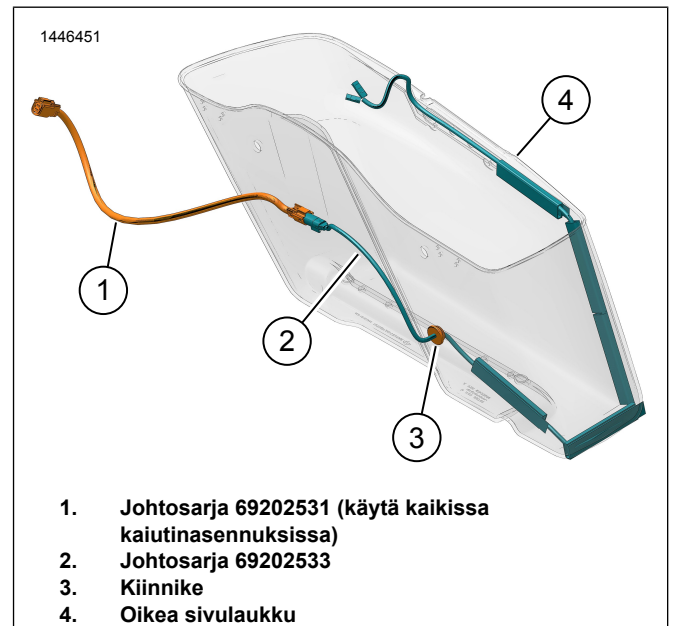 1446451
4
1
2
3
1. Johtosarja 69202531 (käytä kaikissa
kaiutinasennuksissa)
2. Johtosarja 69202533
3. Kiinnike
4. Oikea sivulaukku